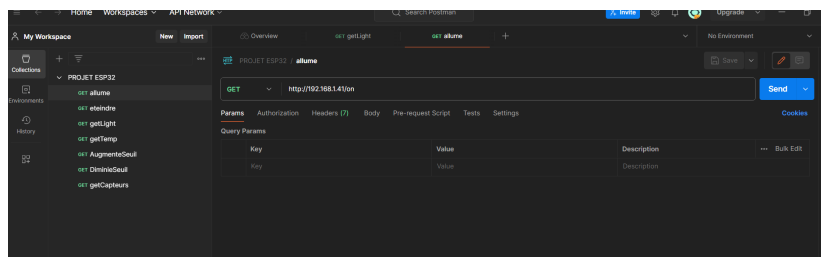 Home Workspaces API Network Search Postman Invite Upgrade
My Workspace New Import Overview GET getLight GET allume No Environment
Collections
PROJET ESP32 / allume Save
PROJET ESP32
GET allume
GET eteindre
GET getLight
GET getTemp
GET AugmenteSeuil
GET DiminieSeuil
GET getCapteurs
Environments
History
GET http://192.168.1.41/on Send
Params Authorization Headers (7) Body Pre-request Script Tests Settings Cookies
Query Params
Key Value Description Bulk Edit
Key Value Description